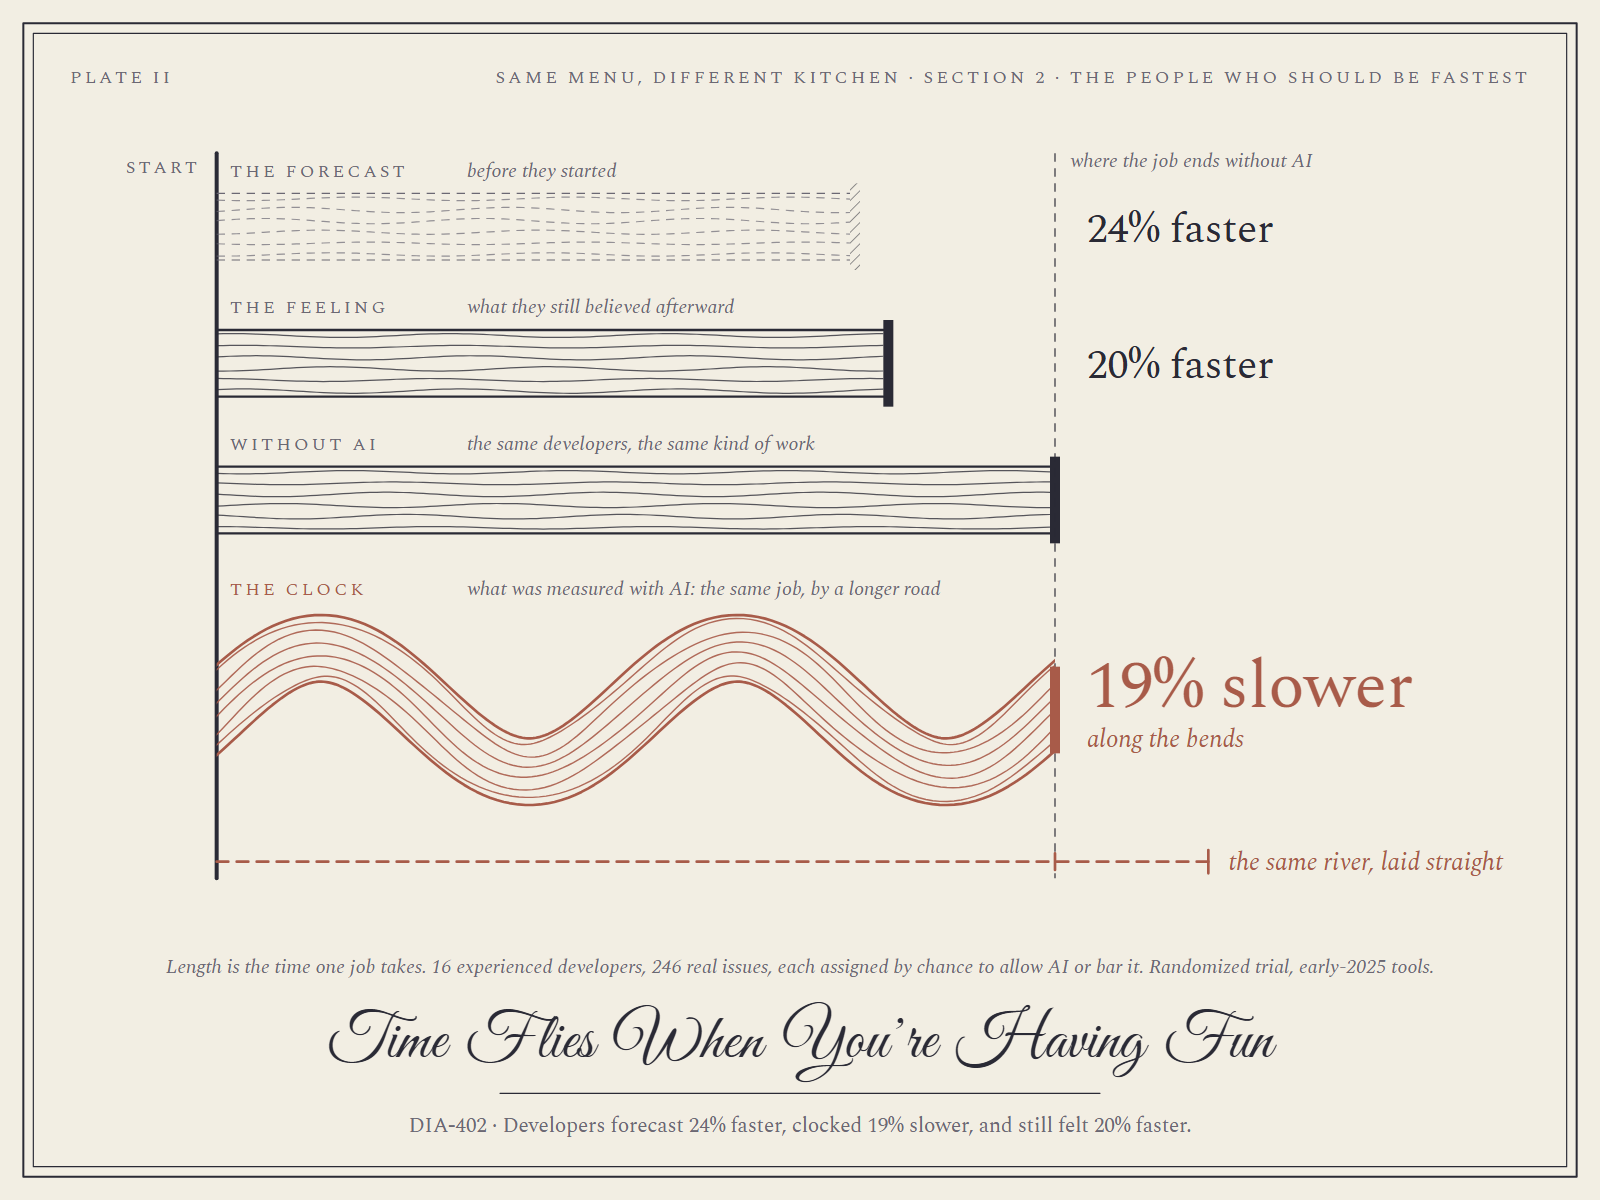 PLATE II
SAME MENU, DIFFERENT KITCHEN · SECTION 2 · THE PEOPLE WHO SHOULD BE FASTEST
START
THE FORECAST before they started
where the job ends without AI
24% faster
THE FEELING what they still believed afterward
20% faster
WITHOUT AI the same developers, the same kind of work
THE CLOCK what was measured with AI: the same job, by a longer road
19% slower
along the bends
the same river, laid straight
Length is the time one job takes. 16 experienced developers, 246 real issues, each assigned by chance to allow AI or bar it. Randomized trial, early-2025 tools.
Time Flies When You’re Having Fun
DIA-402 · Developers forecast 24% faster, clocked 19% slower, and still felt 20% faster.